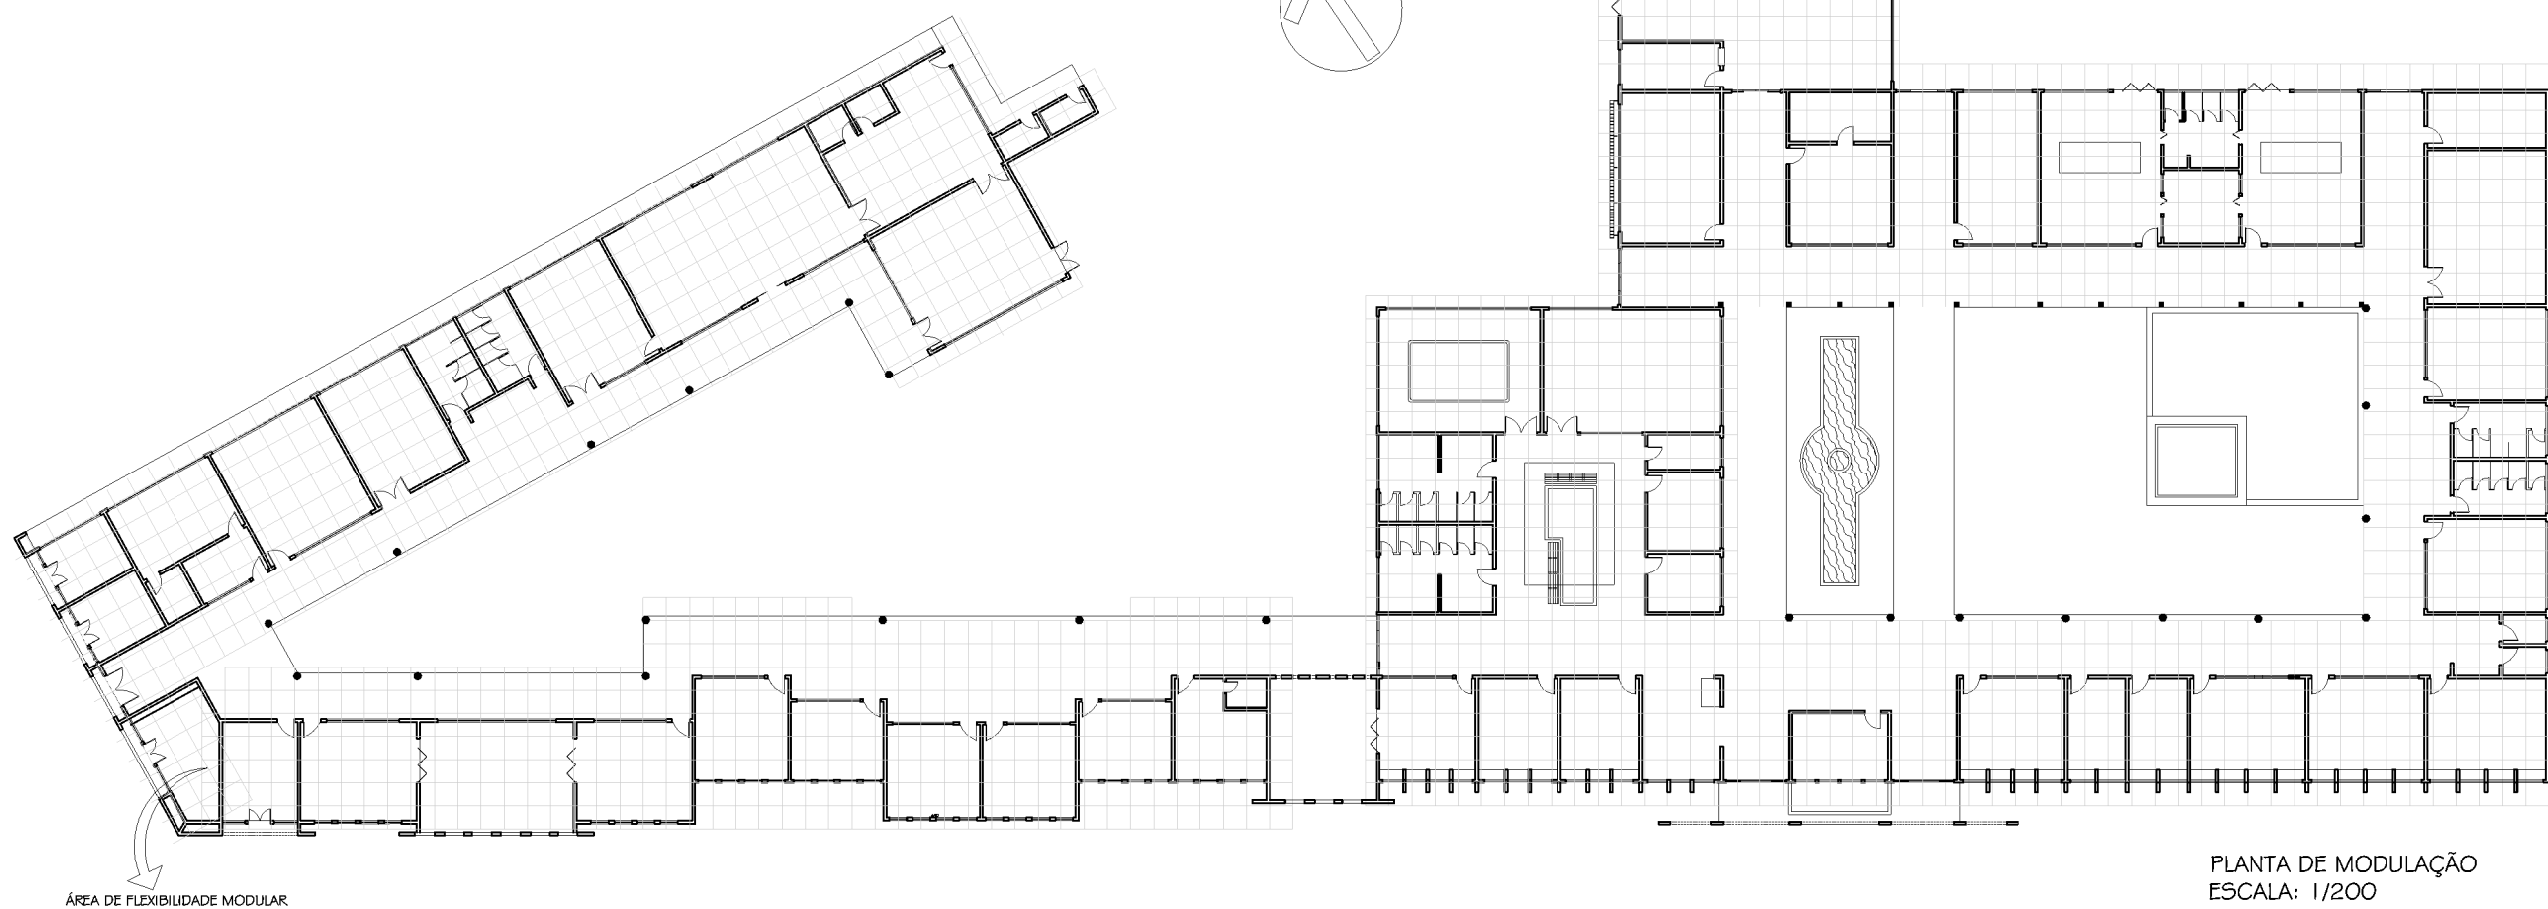 PLANTA DE MODULAÇÃO
ESCALA: 1/200
ÁREA DE FLEXIBILIDADE MODULAR